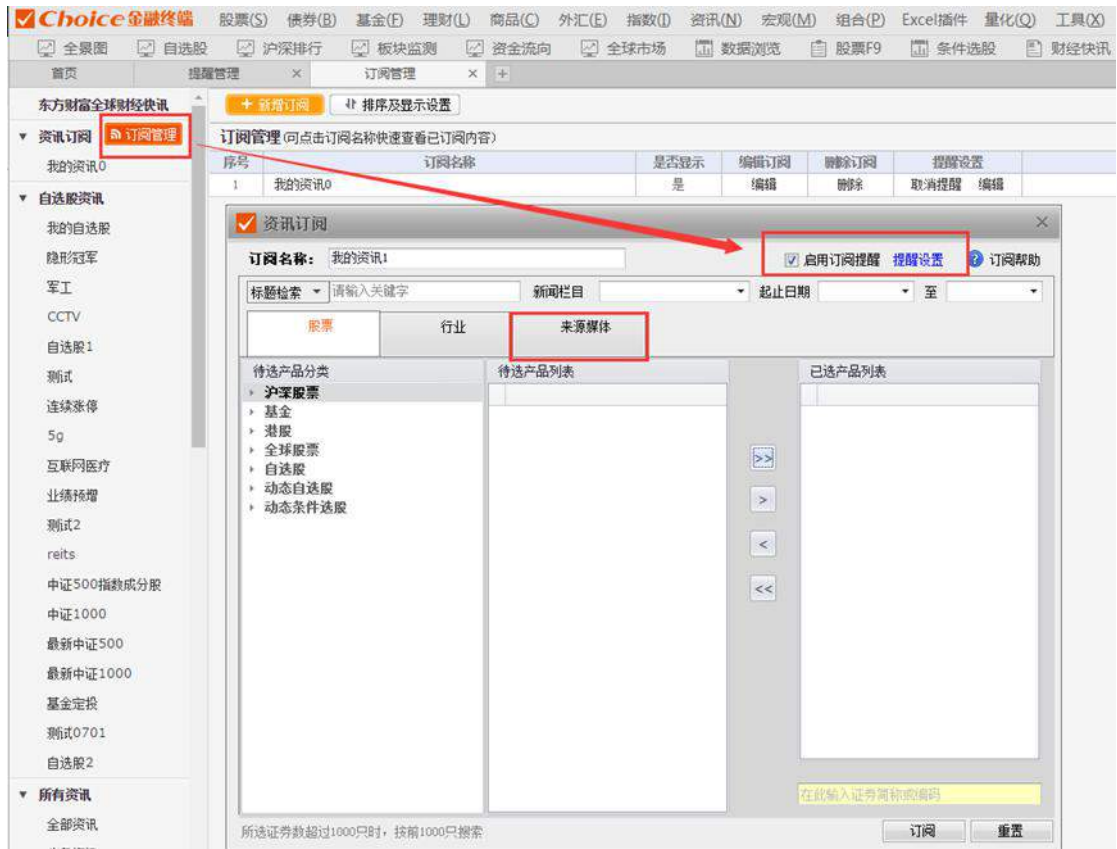 Choice金融终端 股票(S) 债券(B) 基金(F) 理财(L) 商品(C) 外汇(E) 指数(I) 资讯(N) 宏观(M) 组合(P) Excel插件 量化(Q) 工具(X)
全景图 自选股 沪深排行 板块监测 资金流向 全球市场 数据浏览 股票F9 条件选股 财经快讯
首页 提醒管理 × 订阅管理 × +
东方财富全球财经快讯
+ 新增订阅 排序及显示设置
资讯订阅 订阅管理
订阅管理(可点击订阅名称快速查看已订阅内容)
序号 订阅名称 是否显示 编辑订阅 删除订阅 提醒设置
1 我的资讯0 是 编辑 删除 取消提醒 编辑
我的资讯0
自选股资讯
我的自选股
隐形冠军
军工
CCTV
自选股1
测试
连续涨停
5g
互联网医疗
业绩预增
测试2
reits
中证500指数成分股
中证1000
最新中证500
最新中证1000
基金定投
测试0701
自选股2
所有资讯
全部资讯
资讯订阅 ×
订阅名称: 我的资讯1 启用订阅提醒 提醒设置 ? 订阅帮助
标题检索 请输入关键字 新闻栏目 起止日期 至
股票 行业 来源媒体
待选产品分类 待选产品列表 已选产品列表
沪深股票
基金
港股
全球股票
自选股
动态自选股
动态条件选股
>>
>
<
<<
在此输入证券简称或编码
所选证券数超过1000只时，按前1000只搜索 订阅 重置